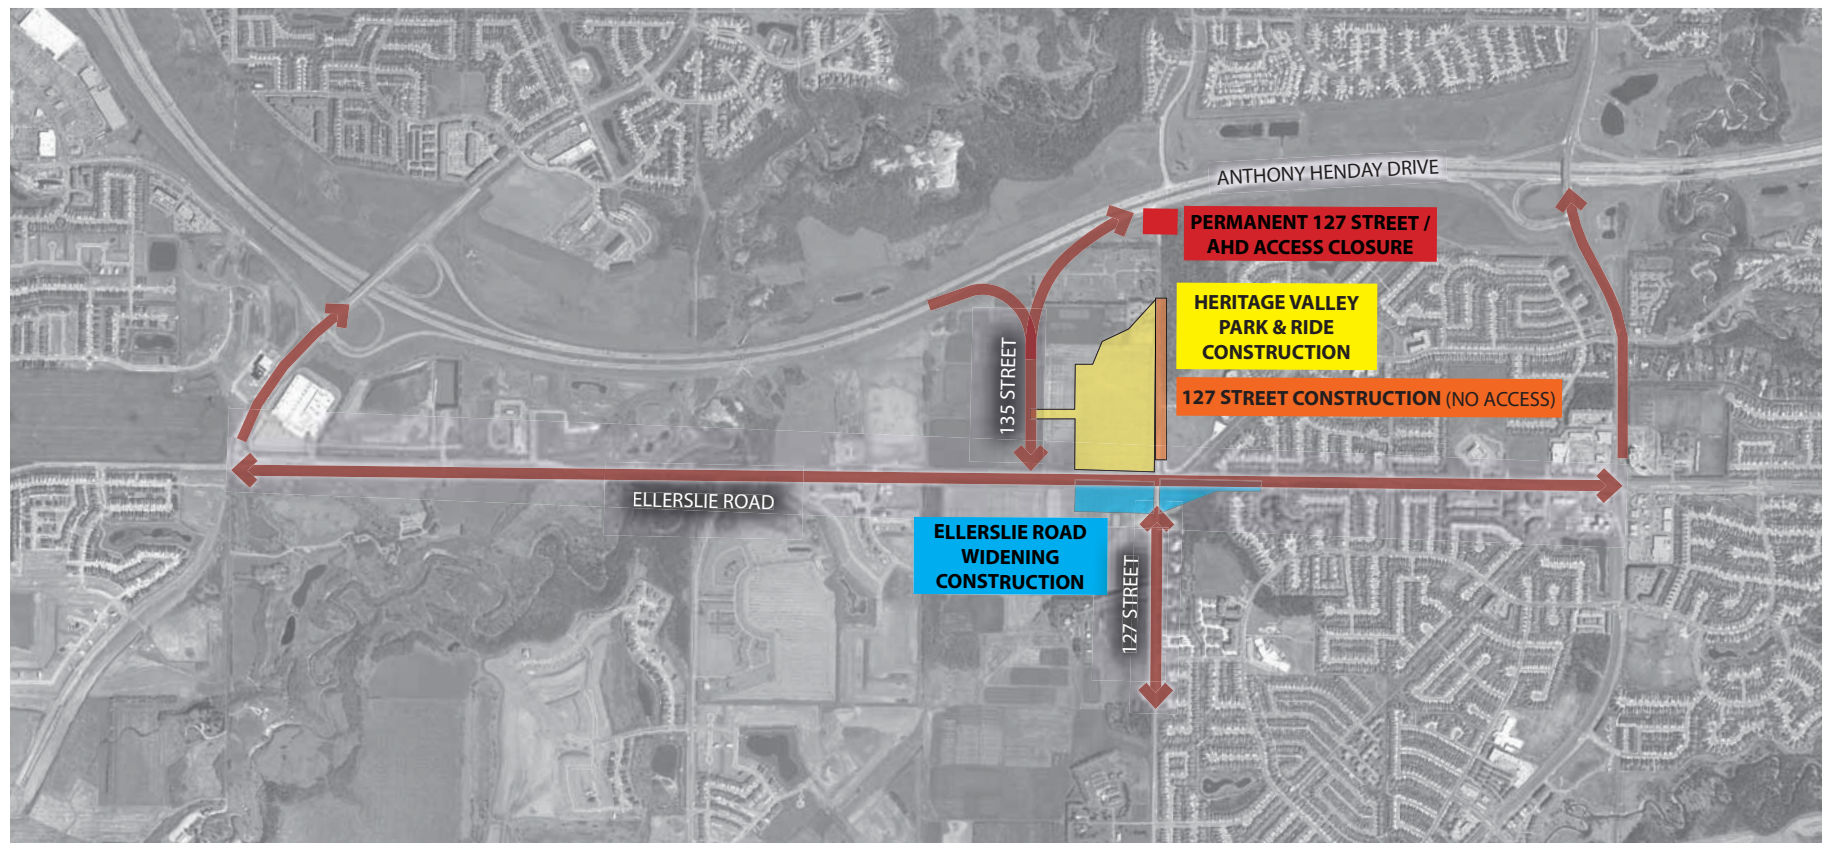 ANTHONY HENDAY DRIVE
PERMANENT 127 STREET /
AHD ACCESS CLOSURE
HERITAGE VALLEY
PARK & RIDE
CONSTRUCTION
135 STREET
127 STREET CONSTRUCTION (NO ACCESS)
ELLERSLIE ROAD
ELLERSLIE ROAD
WIDENING
CONSTRUCTION
127 STREET